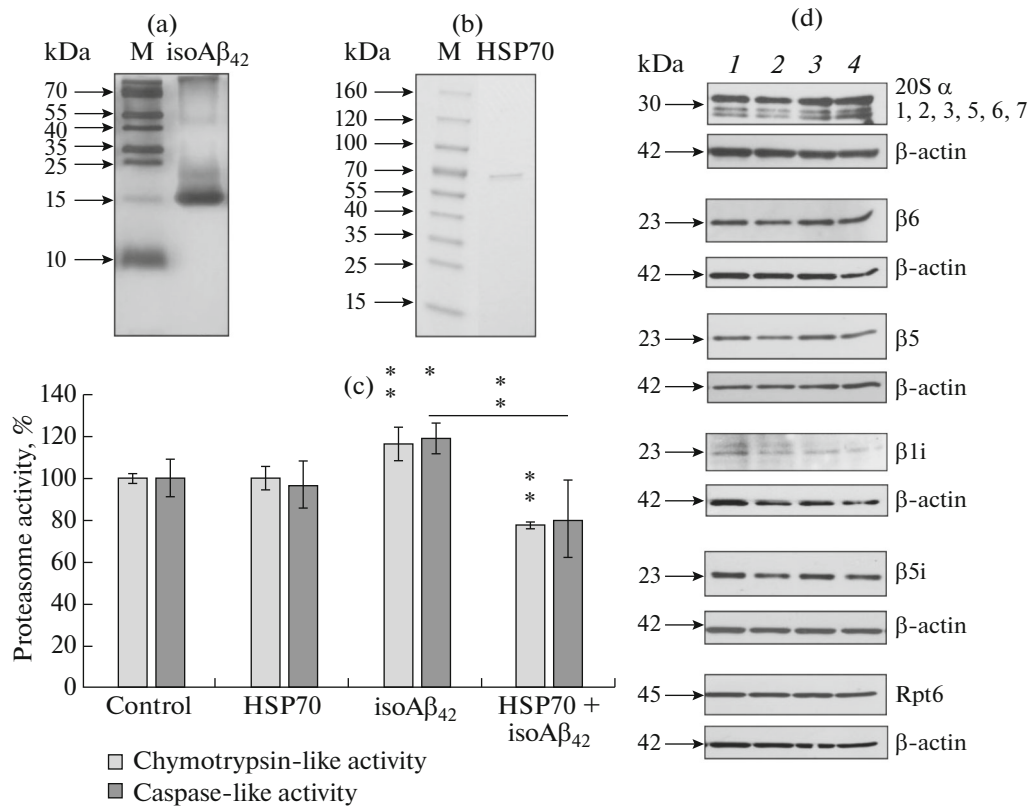 (a)
kDa M isoAβ₄₂
70
55
40
35
25
15
10
(b)
kDa M HSP70
160
120
100
70
55
40
35
25
15
(c)
Proteasome activity, %
140
120
100
80
60
40
20
0
* *
*
* *
* *
Control HSP70 isoAβ₄₂ HSP70 + isoAβ₄₂
Chymotrypsin-like activity
Caspase-like activity
(d)
kDa 1 2 3 4
30 20S α
1, 2, 3, 5, 6, 7
42 β-actin
23 β6
42 β-actin
23 β5
42 β-actin
23 β1i
42 β-actin
23 β5i
42 β-actin
45 Rpt6
42 β-actin